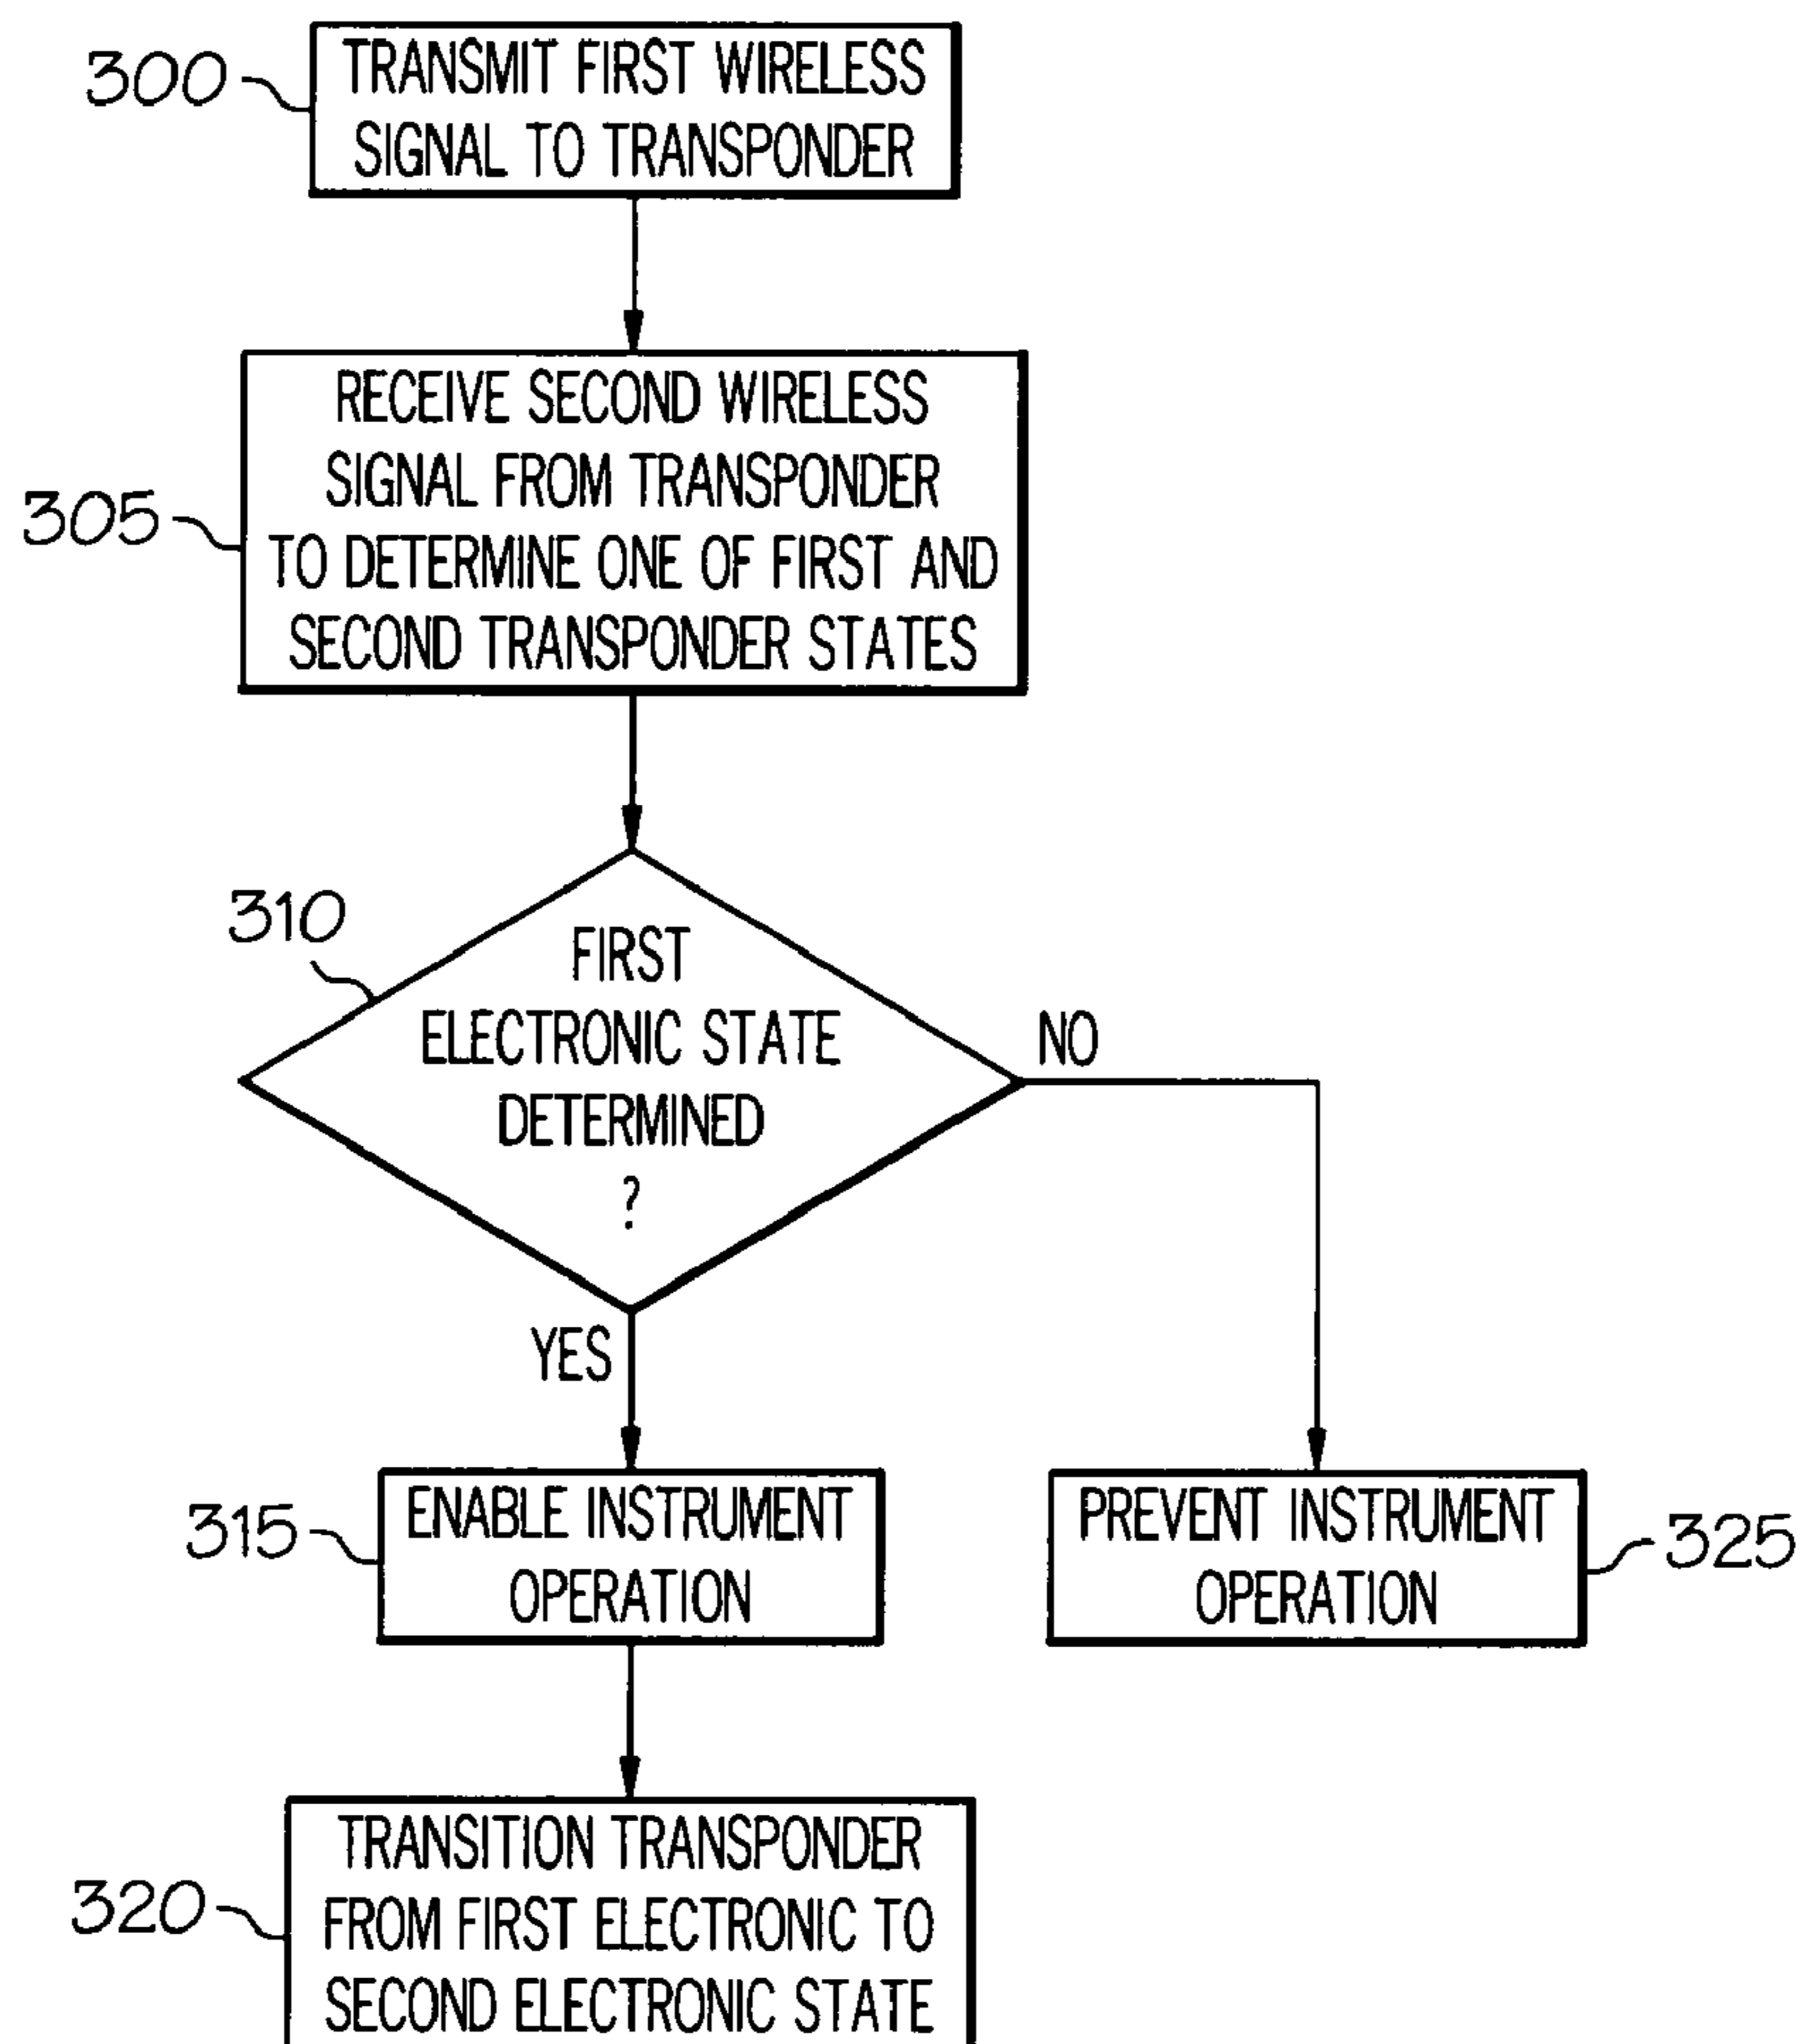 300
TRANSMIT FIRST WIRELESS
SIGNAL TO TRANSPONDER
RECEIVE SECOND WIRELESS
SIGNAL FROM TRANSPONDER
305
TO DETERMINE ONE OF FIRST AND
SECOND TRANSPONDER STATES
310
FIRST
ELECTRONIC STATE
DETERMINED
?
NO
YES
315
ENABLE INSTRUMENT
OPERATION
PREVENT INSTRUMENT
OPERATION
325
320
TRANSITION TRANSPONDER
FROM FIRST ELECTRONIC TO
SECOND ELECTRONIC STATE